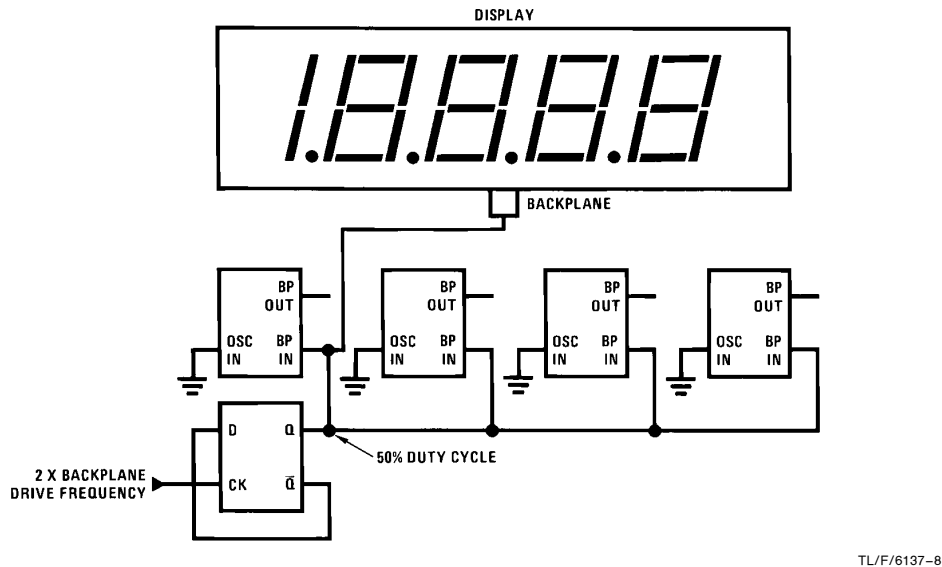 DISPLAY
1.8.8.8.8
BACKPLANE
BP
OUT
OSC
IN
BP
IN
BP
OUT
OSC
IN
BP
IN
BP
OUT
OSC
IN
BP
IN
BP
OUT
OSC
IN
BP
IN
D
Q
50% DUTY CYCLE
2 X BACKPLANE
DRIVE FREQUENCY
CK
Q̅
TL/F/6137–8